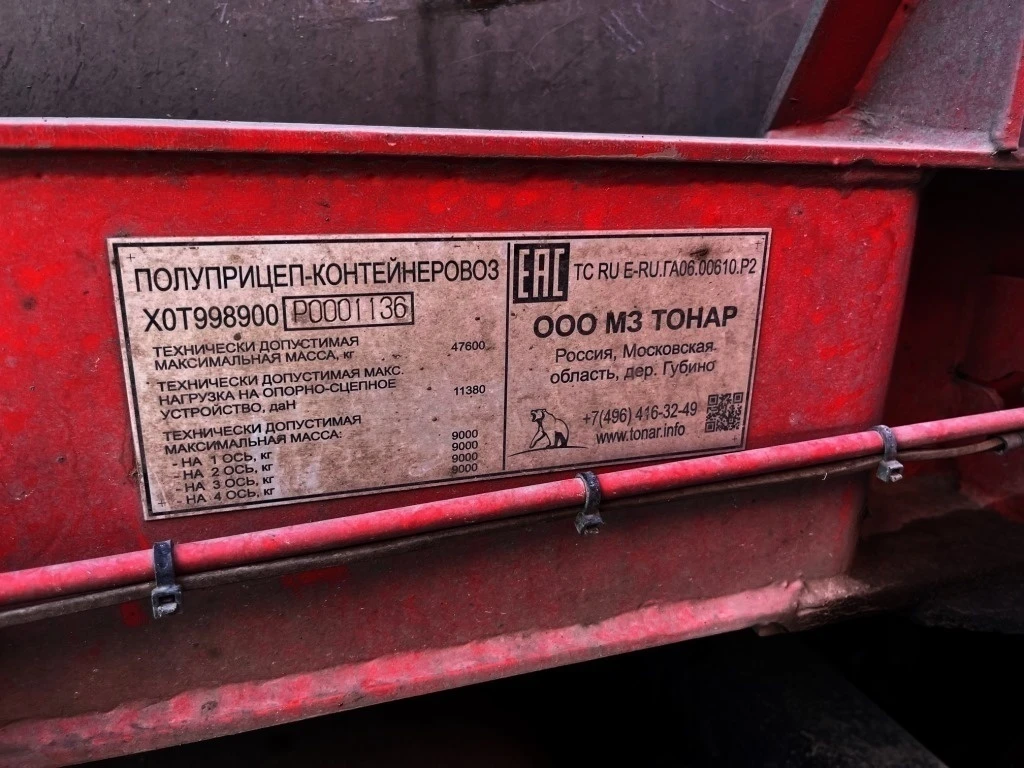 ПОЛУПРИЦЕП-КОНТЕЙНЕРОВОЗ
X0T998900 P0001136
ТЕХНИЧЕСКИ ДОПУСТИМАЯ
МАКСИМАЛЬНАЯ МАССА, кг 47600
ТЕХНИЧЕСКИ ДОПУСТИМАЯ МАКС.
НАГРУЗКА НА ОПОРНО-СЦЕПНОЕ
УСТРОЙСТВО, даН 11380
ТЕХНИЧЕСКИ ДОПУСТИМАЯ
МАКСИМАЛЬНАЯ МАССА:
- НА 1 ОСЬ, кг 9000
- НА 2 ОСЬ, кг 9000
- НА 3 ОСЬ, кг 9000
- НА 4 ОСЬ, кг 9000
EAC TC RU E-RU.ГА06.00610.P2
ООО МЗ ТОНАР
Россия, Московская
область, дер. Губино
+7(496) 416-32-49
www.tonar.info